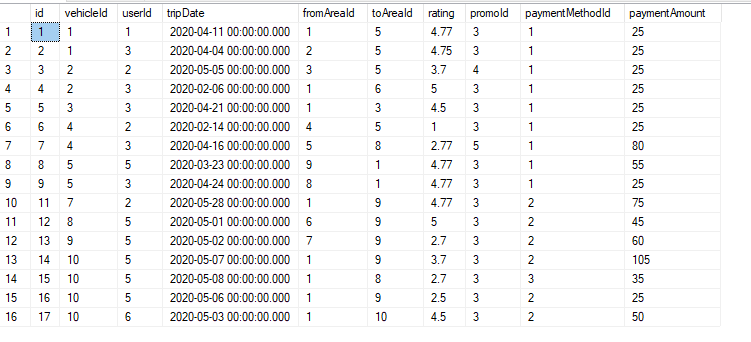 id vehicleId userId tripDate fromAreaId toAreaId rating promoId paymentMethodId paymentAmount
1 1 1 1 2020-04-11 00:00:00.000 1 5 4.77 3 1 25
2 2 1 3 2020-04-04 00:00:00.000 2 5 4.75 3 1 25
3 3 2 2 2020-05-05 00:00:00.000 3 5 3.7 4 1 25
4 4 2 3 2020-02-06 00:00:00.000 1 6 5 3 1 25
5 5 3 3 2020-04-21 00:00:00.000 1 3 4.5 3 1 25
6 6 4 2 2020-02-14 00:00:00.000 4 5 1 3 1 25
7 7 4 3 2020-04-16 00:00:00.000 5 8 2.77 5 1 80
8 8 5 5 2020-03-23 00:00:00.000 9 1 4.77 3 1 55
9 9 5 3 2020-04-24 00:00:00.000 8 1 4.77 3 1 25
10 11 7 2 2020-05-28 00:00:00.000 1 9 4.77 3 2 75
11 12 8 5 2020-05-01 00:00:00.000 6 9 5 3 2 45
12 13 9 5 2020-05-02 00:00:00.000 7 9 2.7 3 2 60
13 14 10 5 2020-05-07 00:00:00.000 1 9 3.7 3 2 105
14 15 10 5 2020-05-08 00:00:00.000 1 8 2.7 3 3 35
15 16 10 5 2020-05-06 00:00:00.000 1 9 2.5 3 2 25
16 17 10 6 2020-05-03 00:00:00.000 1 10 4.5 3 2 50